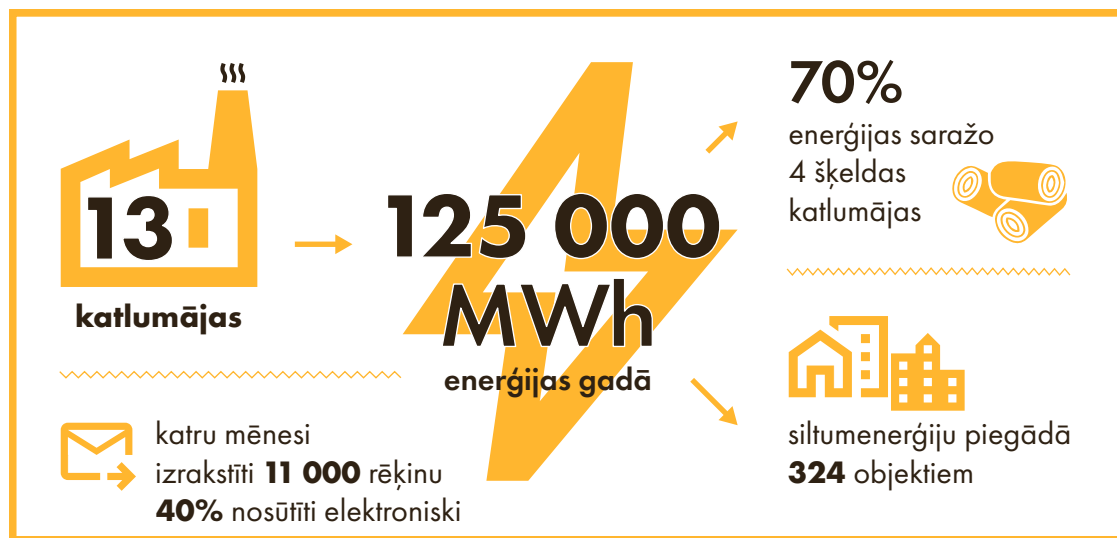 13
katlumājas
125 000
MWh
enerģijas gadā
70%
enerģijas saražo
4 šķeldas
katlumājas
siltumenerģiju piegādā
324 objektiem
katru mēnesi
izrakstīti 11 000 rēķinu
40% nosūtīti elektroniski